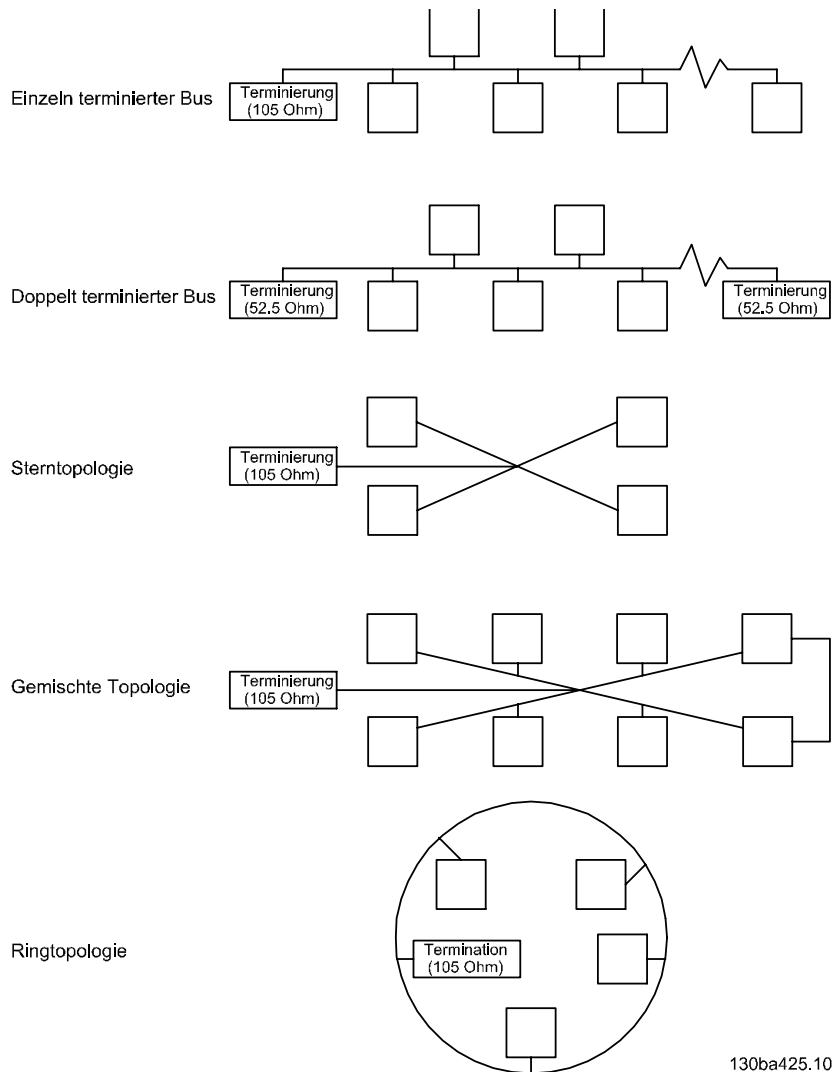 Einzeln terminierter Bus
Terminierung
(105 Ohm)
Doppelt terminierter Bus
Terminierung
(52.5 Ohm)
Terminierung
(52.5 Ohm)
Sterntopologie
Terminierung
(105 Ohm)
Gemischte Topologie
Terminierung
(105 Ohm)
Ringtopologie
Termination
(105 Ohm)
130ba425.10